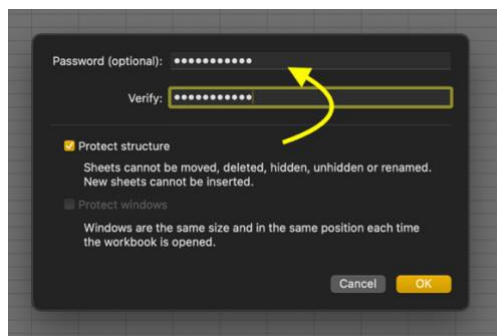 Password (optional): •••••••••••
Verify: •••••••••••
Protect structure
Sheets cannot be moved, deleted, hidden, unhidden or renamed.
New sheets cannot be inserted.
Protect windows
Windows are the same size and in the same position each time
the workbook is opened.
Cancel OK